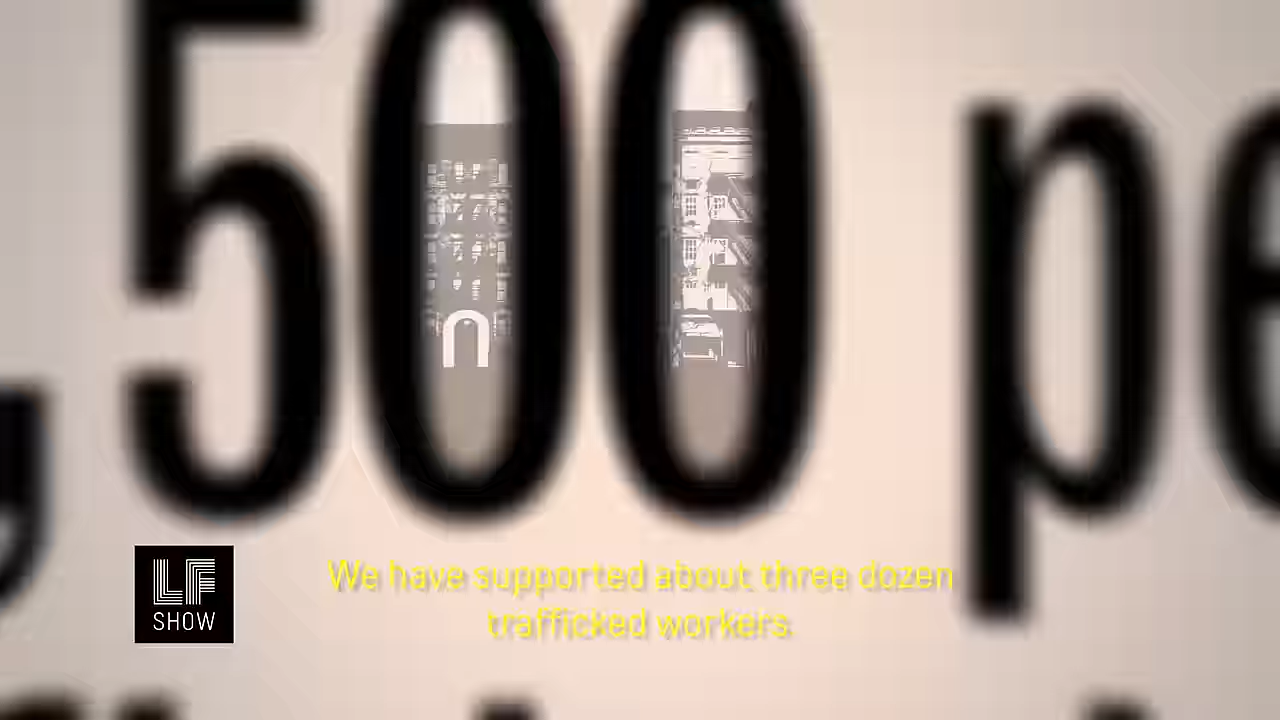 ,500 pe
LF
SHOW
We have supported about three dozen
trafficked workers